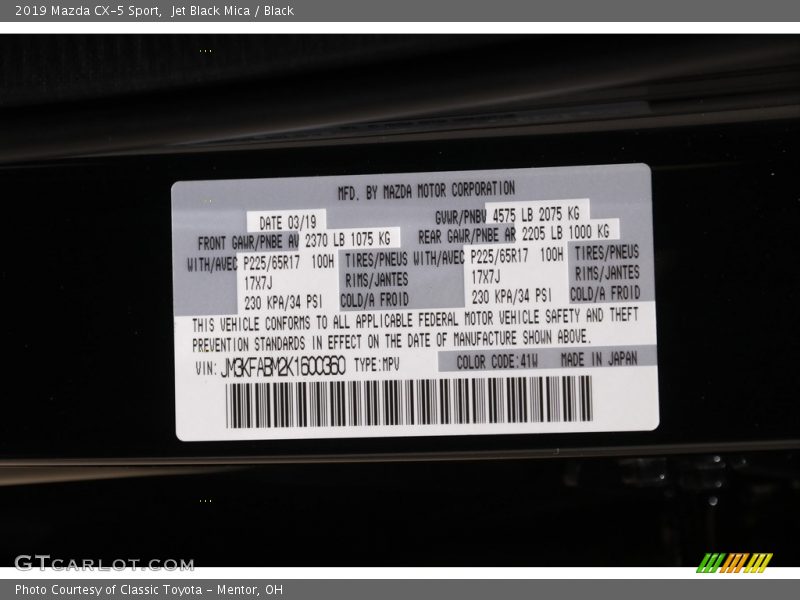 2019 Mazda CX-5 Sport, Jet Black Mica / Black
MFD. BY MAZDA MOTOR CORPORATION
DATE 03/19 GVWR/PNBV 4575 LB 2075 KG
FRONT GAWR/PNBE AV 2370 LB 1075 KG REAR GAWR/PNBE AR 2205 LB 1000 KG
WITH/AVEC P225/65R17 100H TIRES/PNEUS WITH/AVEC P225/65R17 100H TIRES/PNEUS
17X7J RIMS/JANTES 17X7J RIMS/JANTES
230 KPA/34 PSI COLD/A FROID 230 KPA/34 PSI COLD/A FROID
THIS VEHICLE CONFORMS TO ALL APPLICABLE FEDERAL MOTOR VEHICLE SAFETY AND THEFT
PREVENTION STANDARDS IN EFFECT ON THE DATE OF MANUFACTURE SHOWN ABOVE.
VIN: JM3KFABM2K1600360 TYPE:MPV COLOR CODE:41W MADE IN JAPAN
GTCARLOT.COM
Photo Courtesy of Classic Toyota - Mentor, OH